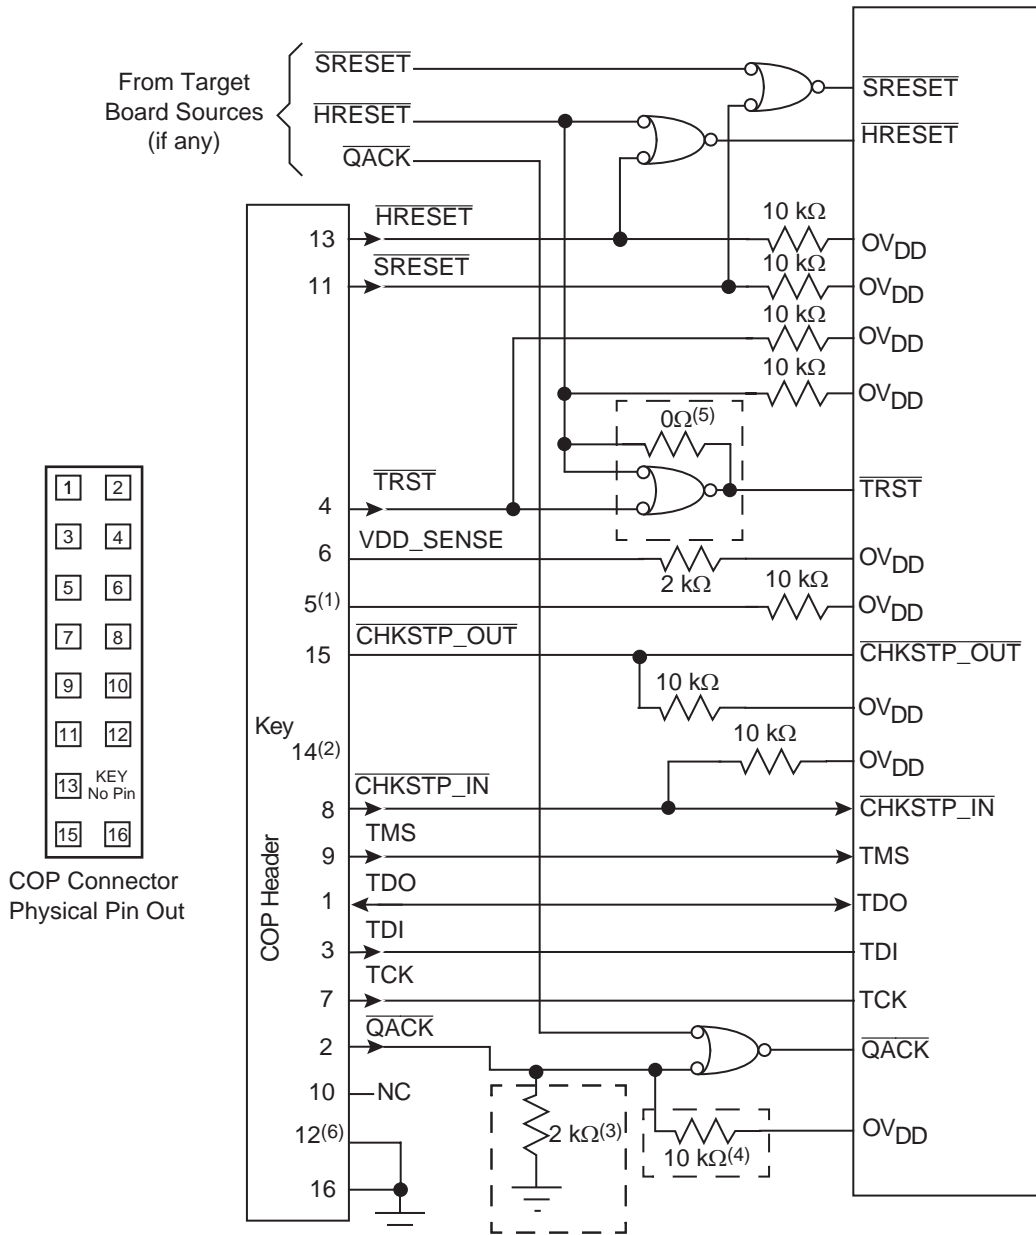 From Target
Board Sources
(if any)
SRESET
HRESET
QACK
SRESET
HRESET
13
HRESET
10 kΩ
OVDD
11
SRESET
10 kΩ
OVDD
10 kΩ
OVDD
10 kΩ
OVDD
0Ω(5)
4
TRST
TRST
6
VDD_SENSE
2 kΩ
OVDD
5(1)
10 kΩ
OVDD
15
CHKSTP_OUT
CHKSTP_OUT
10 kΩ
OVDD
Key
14(2)
10 kΩ
OVDD
8
CHKSTP_IN
CHKSTP_IN
9
TMS
TMS
1
TDO
TDO
3
TDI
TDI
7
TCK
TCK
2
QACK
QACK
10
NC
2 kΩ(3)
10 kΩ(4)
OVDD
12(6)
16
COP Header
1 2
3 4
5 6
7 8
9 10
11 12
13 KEY
No Pin
15 16
COP Connector
Physical Pin Out